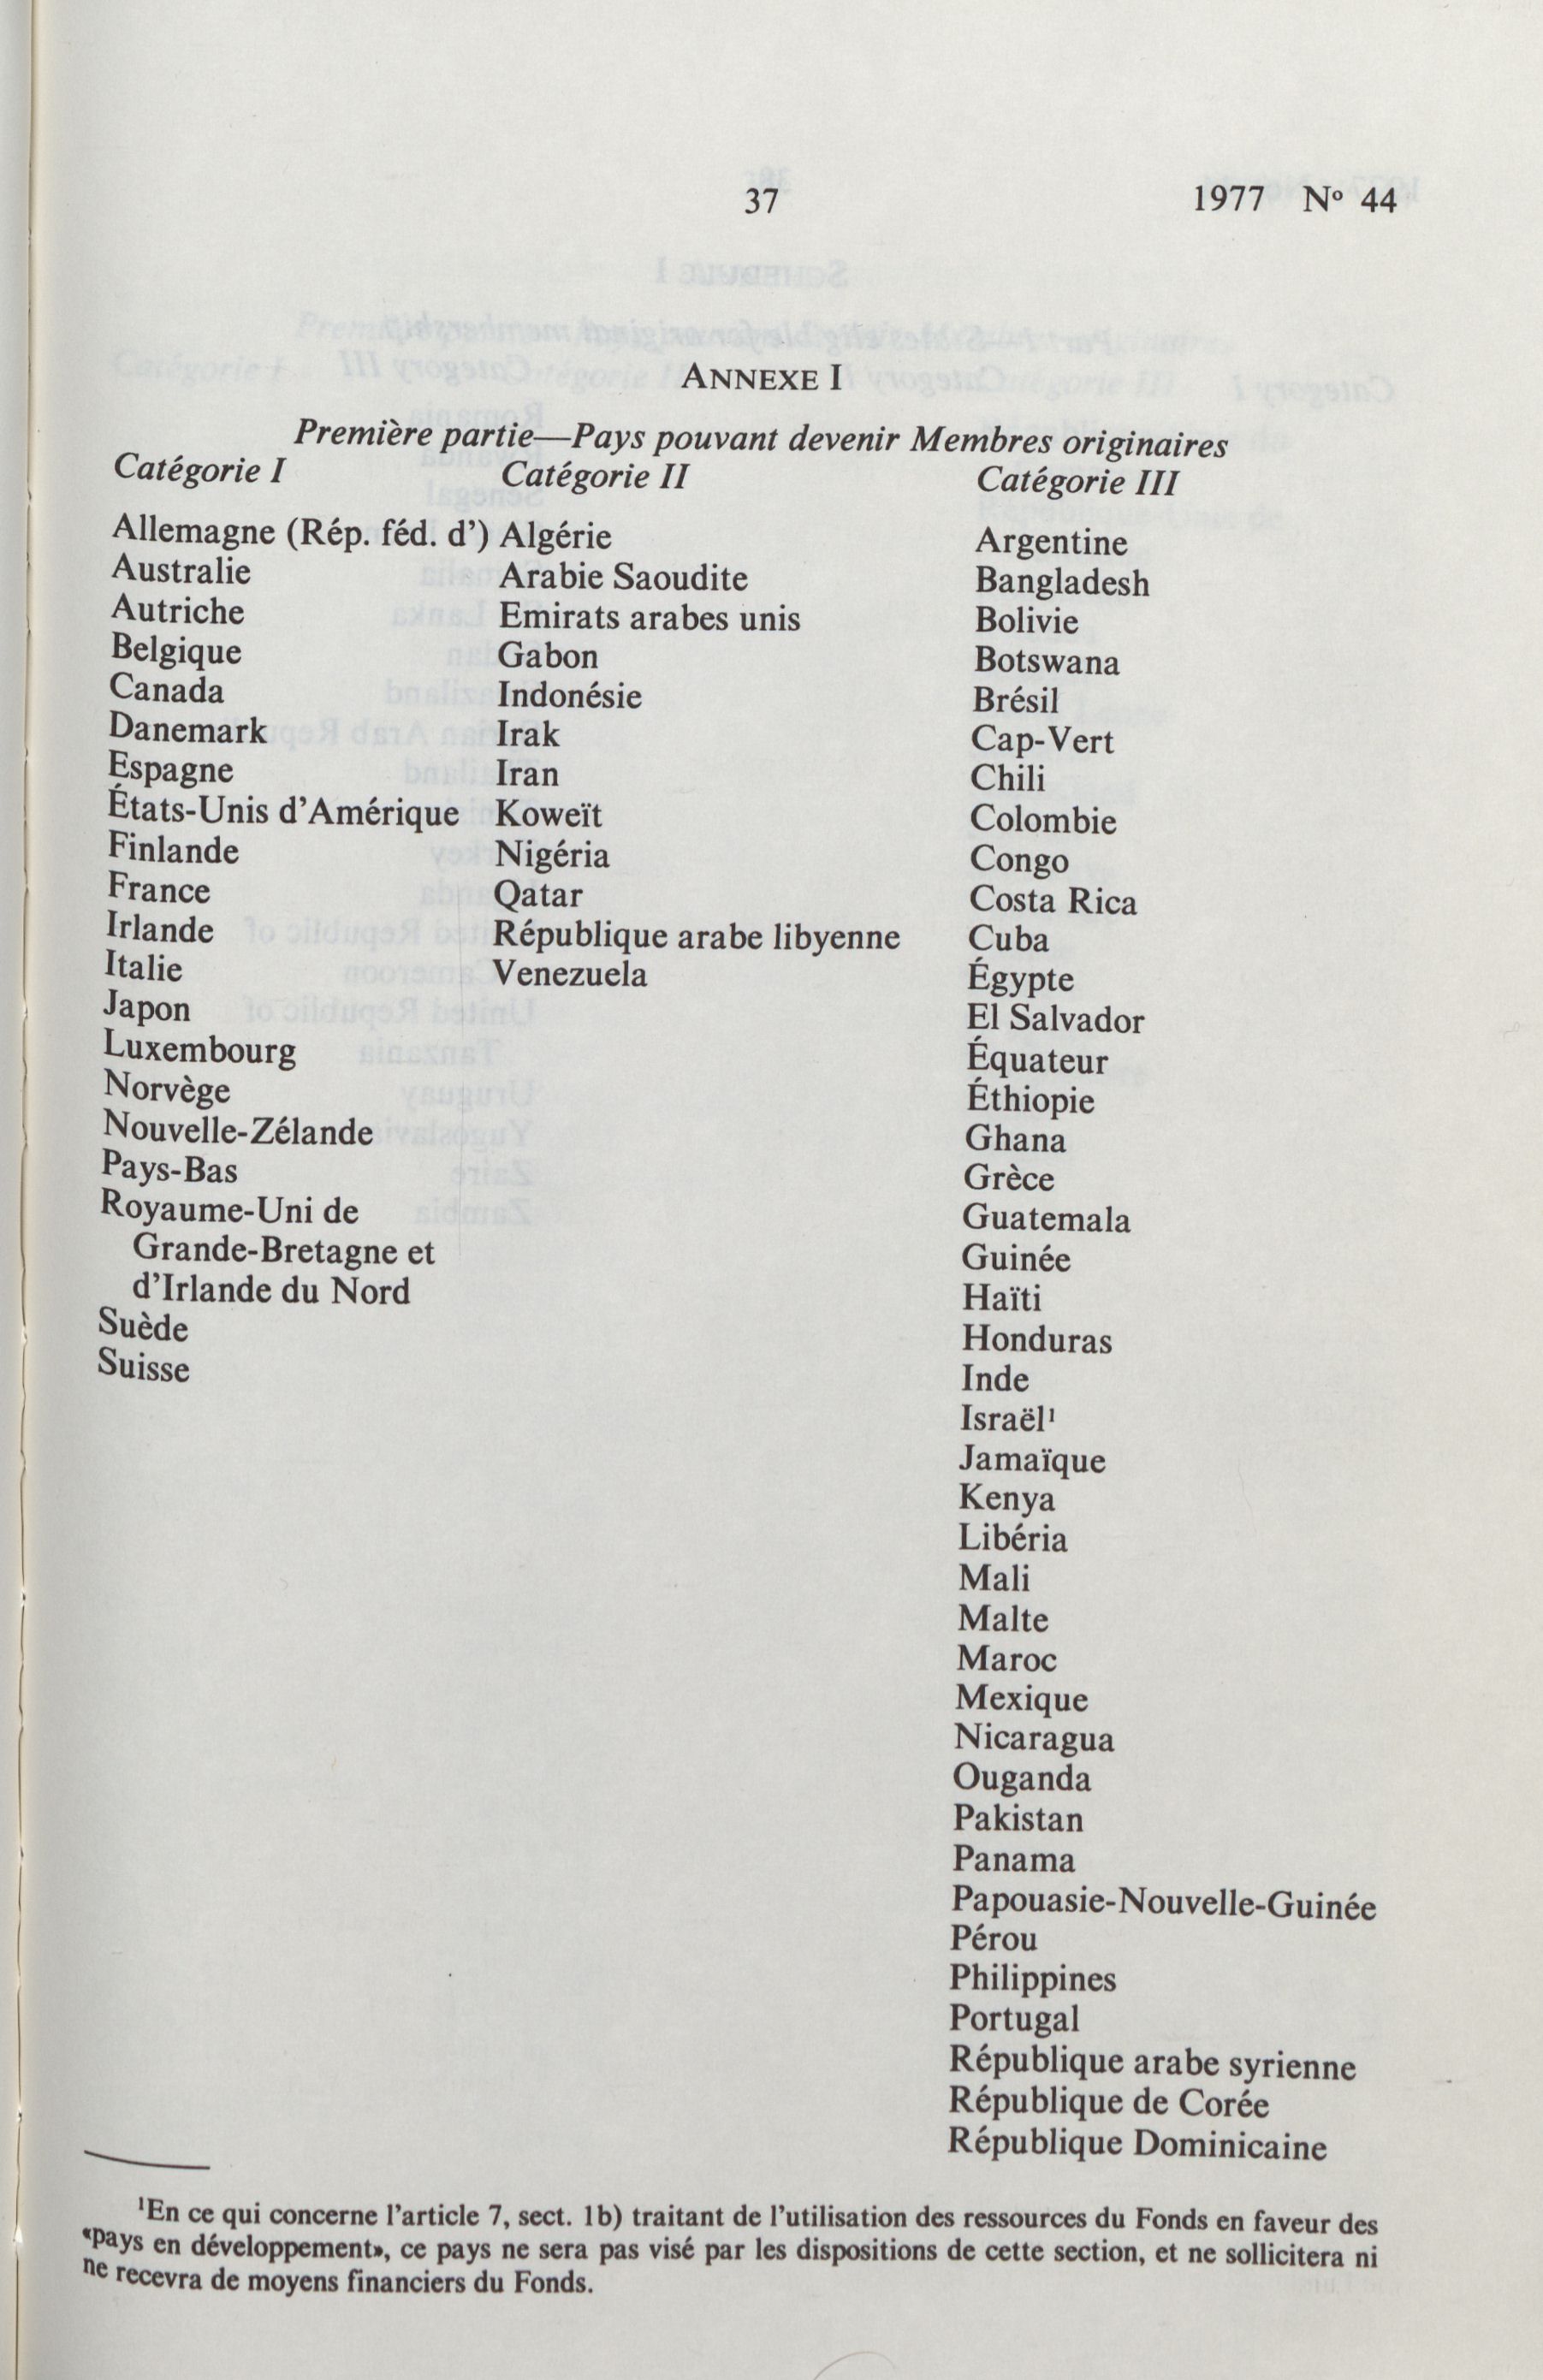 37
1977 Nº 44
ANNEXE I
Première partie—Pays pouvant devenir Membres originaires
Catégorie I
Allemagne (Rép. féd. d')
Australie
Autriche
Belgique
Canada
Danemark
Espagne
États-Unis d'Amérique
Finlande
France
Irlande
Italie
Japon
Luxembourg
Norvège
Nouvelle-Zélande
Pays-Bas
Royaume-Uni de
Grande-Bretagne et
d'Irlande du Nord
Suède
Suisse
Catégorie II
Algérie
Arabie Saoudite
Emirats arabes unis
Gabon
Indonésie
Irak
Iran
Koweït
Nigéria
Qatar
République arabe libyenne
Venezuela
Catégorie III
Argentine
Bangladesh
Bolivie
Botswana
Brésil
Cap-Vert
Chili
Colombie
Congo
Costa Rica
Cuba
Égypte
El Salvador
Équateur
Éthiopie
Ghana
Grèce
Guatemala
Guinée
Haïti
Honduras
Inde
Israël¹
Jamaïque
Kenya
Libéria
Mali
Malte
Maroc
Mexique
Nicaragua
Ouganda
Pakistan
Panama
Papouasie-Nouvelle-Guinée
Pérou
Philippines
Portugal
République arabe syrienne
République de Corée
République Dominicaine
¹En ce qui concerne l'article 7, sect. 1b) traitant de l'utilisation des ressources du Fonds en faveur des
«pays en développement», ce pays ne sera pas visé par les dispositions de cette section, et ne sollicitera ni
ne recevra de moyens financiers du Fonds.